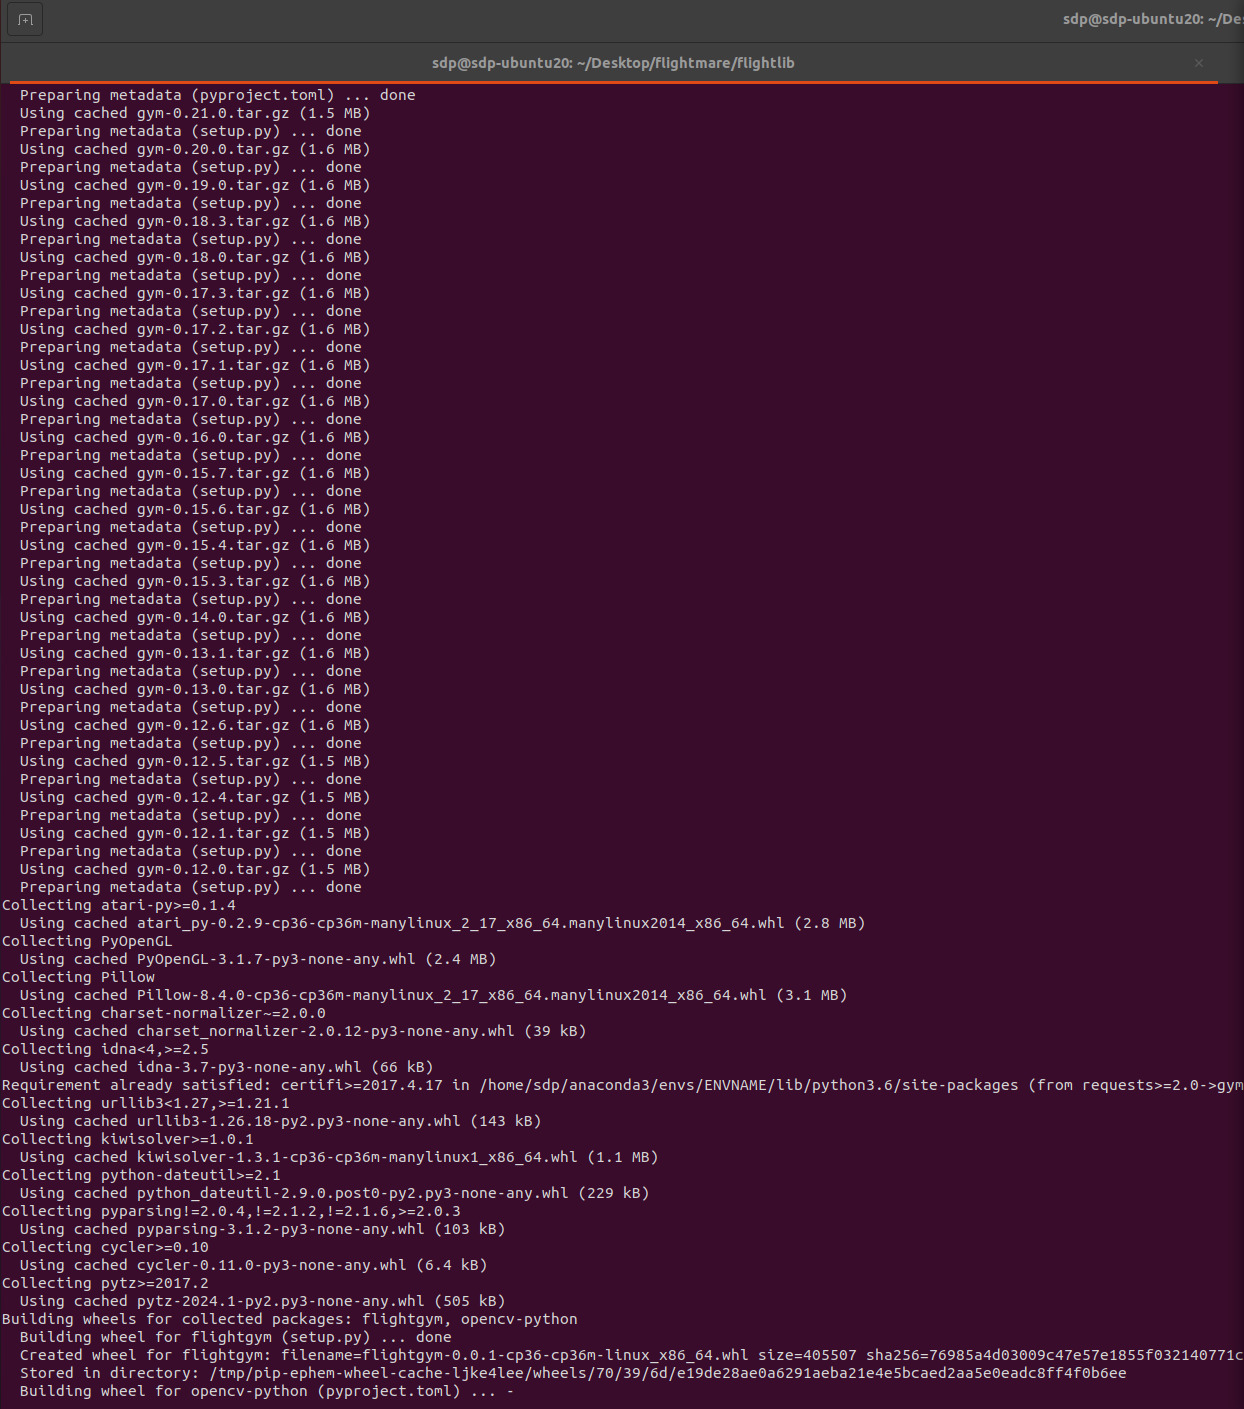 sdp@sdp-ubuntu20: ~/De
sdp@sdp-ubuntu20: ~/Desktop/flightmare/flightlib
Preparing metadata (pyproject.toml) ... done
Using cached gym-0.21.0.tar.gz (1.5 MB)
Preparing metadata (setup.py) ... done
Using cached gym-0.20.0.tar.gz (1.6 MB)
Preparing metadata (setup.py) ... done
Using cached gym-0.19.0.tar.gz (1.6 MB)
Preparing metadata (setup.py) ... done
Using cached gym-0.18.3.tar.gz (1.6 MB)
Preparing metadata (setup.py) ... done
Using cached gym-0.18.0.tar.gz (1.6 MB)
Preparing metadata (setup.py) ... done
Using cached gym-0.17.3.tar.gz (1.6 MB)
Preparing metadata (setup.py) ... done
Using cached gym-0.17.2.tar.gz (1.6 MB)
Preparing metadata (setup.py) ... done
Using cached gym-0.17.1.tar.gz (1.6 MB)
Preparing metadata (setup.py) ... done
Using cached gym-0.17.0.tar.gz (1.6 MB)
Preparing metadata (setup.py) ... done
Using cached gym-0.16.0.tar.gz (1.6 MB)
Preparing metadata (setup.py) ... done
Using cached gym-0.15.7.tar.gz (1.6 MB)
Preparing metadata (setup.py) ... done
Using cached gym-0.15.6.tar.gz (1.6 MB)
Preparing metadata (setup.py) ... done
Using cached gym-0.15.4.tar.gz (1.6 MB)
Preparing metadata (setup.py) ... done
Using cached gym-0.15.3.tar.gz (1.6 MB)
Preparing metadata (setup.py) ... done
Using cached gym-0.14.0.tar.gz (1.6 MB)
Preparing metadata (setup.py) ... done
Using cached gym-0.13.1.tar.gz (1.6 MB)
Preparing metadata (setup.py) ... done
Using cached gym-0.13.0.tar.gz (1.6 MB)
Preparing metadata (setup.py) ... done
Using cached gym-0.12.6.tar.gz (1.6 MB)
Preparing metadata (setup.py) ... done
Using cached gym-0.12.5.tar.gz (1.5 MB)
Preparing metadata (setup.py) ... done
Using cached gym-0.12.4.tar.gz (1.5 MB)
Preparing metadata (setup.py) ... done
Using cached gym-0.12.1.tar.gz (1.5 MB)
Preparing metadata (setup.py) ... done
Using cached gym-0.12.0.tar.gz (1.5 MB)
Preparing metadata (setup.py) ... done
Collecting atari-py>=0.1.4
Using cached atari_py-0.2.9-cp36-cp36m-manylinux_2_17_x86_64.manylinux2014_x86_64.whl (2.8 MB)
Collecting PyOpenGL
Using cached PyOpenGL-3.1.7-py3-none-any.whl (2.4 MB)
Collecting Pillow
Using cached Pillow-8.4.0-cp36-cp36m-manylinux_2_17_x86_64.manylinux2014_x86_64.whl (3.1 MB)
Collecting charset-normalizer~=2.0.0
Using cached charset_normalizer-2.0.12-py3-none-any.whl (39 kB)
Collecting idna<4,>=2.5
Using cached idna-3.7-py3-none-any.whl (66 kB)
Requirement already satisfied: certifi>=2017.4.17 in /home/sdp/anaconda3/envs/ENVNAME/lib/python3.6/site-packages (from requests>=2.0->gym
Collecting urllib3<1.27,>=1.21.1
Using cached urllib3-1.26.18-py2.py3-none-any.whl (143 kB)
Collecting kiwisolver>=1.0.1
Using cached kiwisolver-1.3.1-cp36-cp36m-manylinux1_x86_64.whl (1.1 MB)
Collecting python-dateutil>=2.1
Using cached python_dateutil-2.9.0.post0-py2.py3-none-any.whl (229 kB)
Collecting pyparsing!=2.0.4,!=2.1.2,!=2.1.6,>=2.0.3
Using cached pyparsing-3.1.2-py3-none-any.whl (103 kB)
Collecting cycler>=0.10
Using cached cycler-0.11.0-py3-none-any.whl (6.4 kB)
Collecting pytz>=2017.2
Using cached pytz-2024.1-py2.py3-none-any.whl (505 kB)
Building wheels for collected packages: flightgym, opencv-python
Building wheel for flightgym (setup.py) ... done
Created wheel for flightgym: filename=flightgym-0.0.1-cp36-cp36m-linux_x86_64.whl size=405507 sha256=76985a4d03009c47e57e1855f032140771c
Stored in directory: /tmp/pip-ephem-wheel-cache-ljke4lee/wheels/70/39/6d/e19de28ae0a6291aeba21e4e5bcaed2aa5e0eadc8ff4f0b6ee
Building wheel for opencv-python (pyproject.toml) ... -